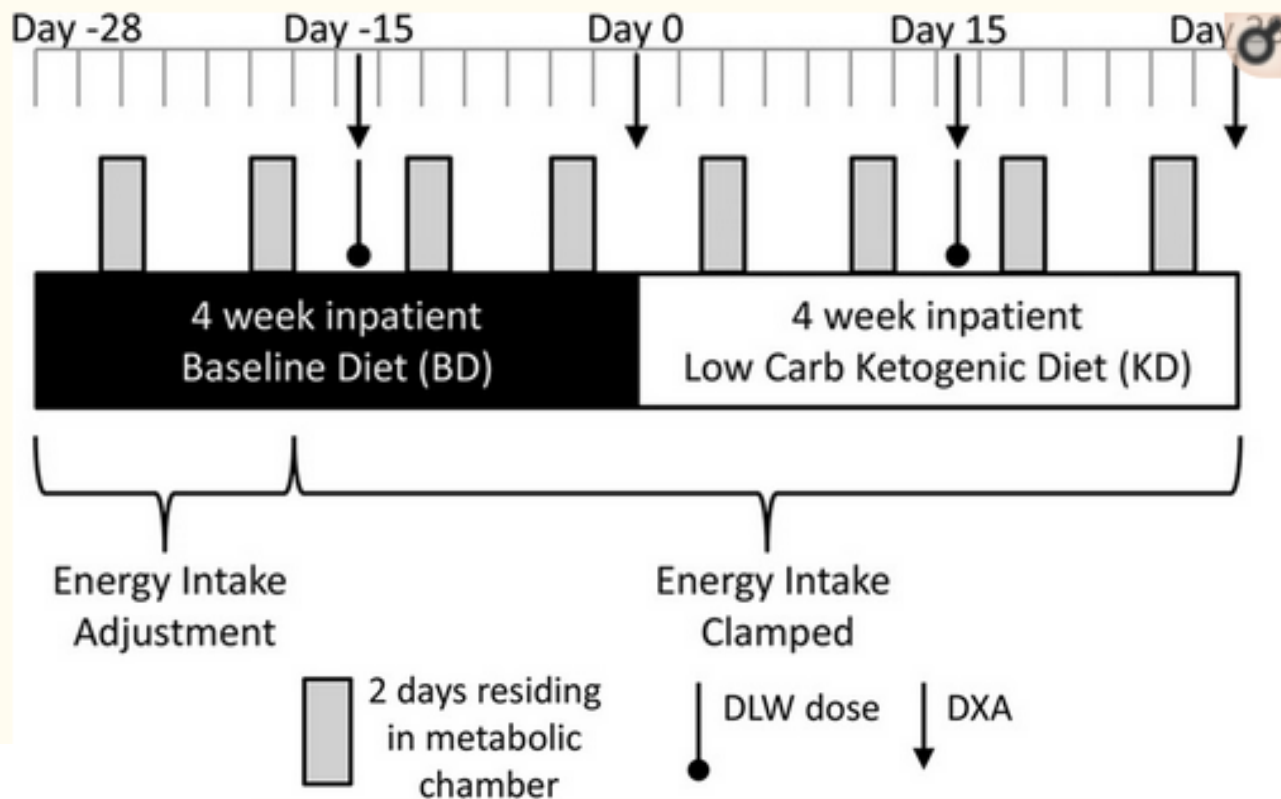 Day -28 Day -15 Day 0 Day 15 Day
4 week inpatient
Baseline Diet (BD)
4 week inpatient
Low Carb Ketogenic Diet (KD)
Energy Intake
Adjustment
Energy Intake
Clamped
2 days residing
in metabolic
chamber
DLW dose
DXA